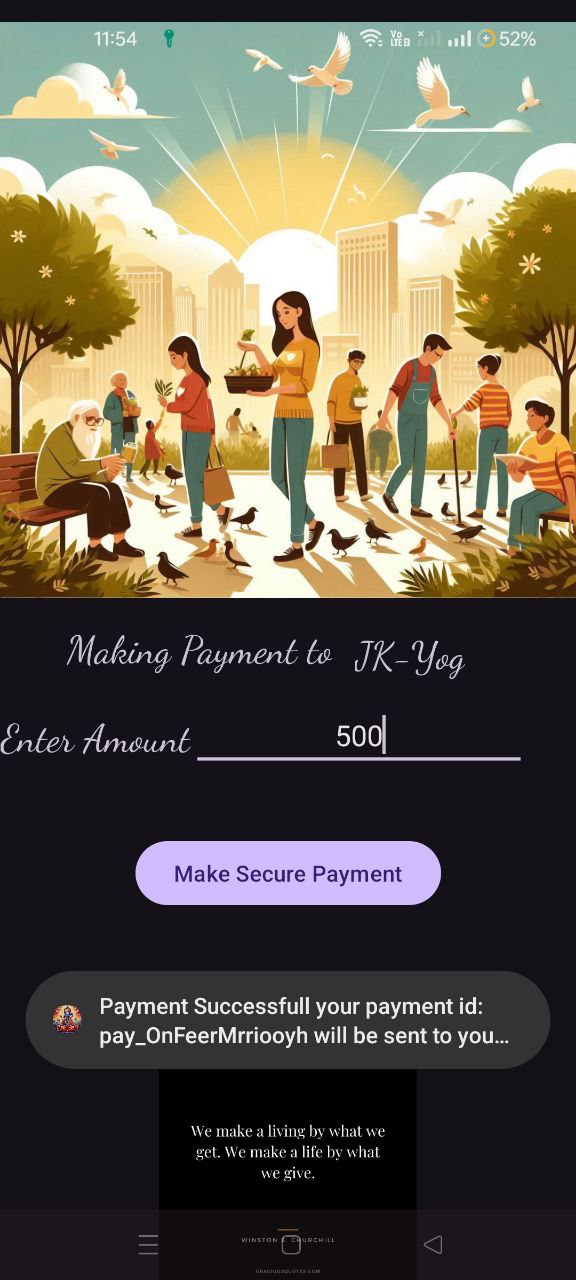 11:54
Vo
LTE2
52%
Making Payment to JK-Yog
Enter Amount 500
Make Secure Payment
Payment Successfull your payment id:
pay_OnFeerMrriooyh will be sent to you...
We make a living by what we
get. We make a life by what
we give.
WINSTON S. CHURCHILL
GRACIOUSQUOTES.COM